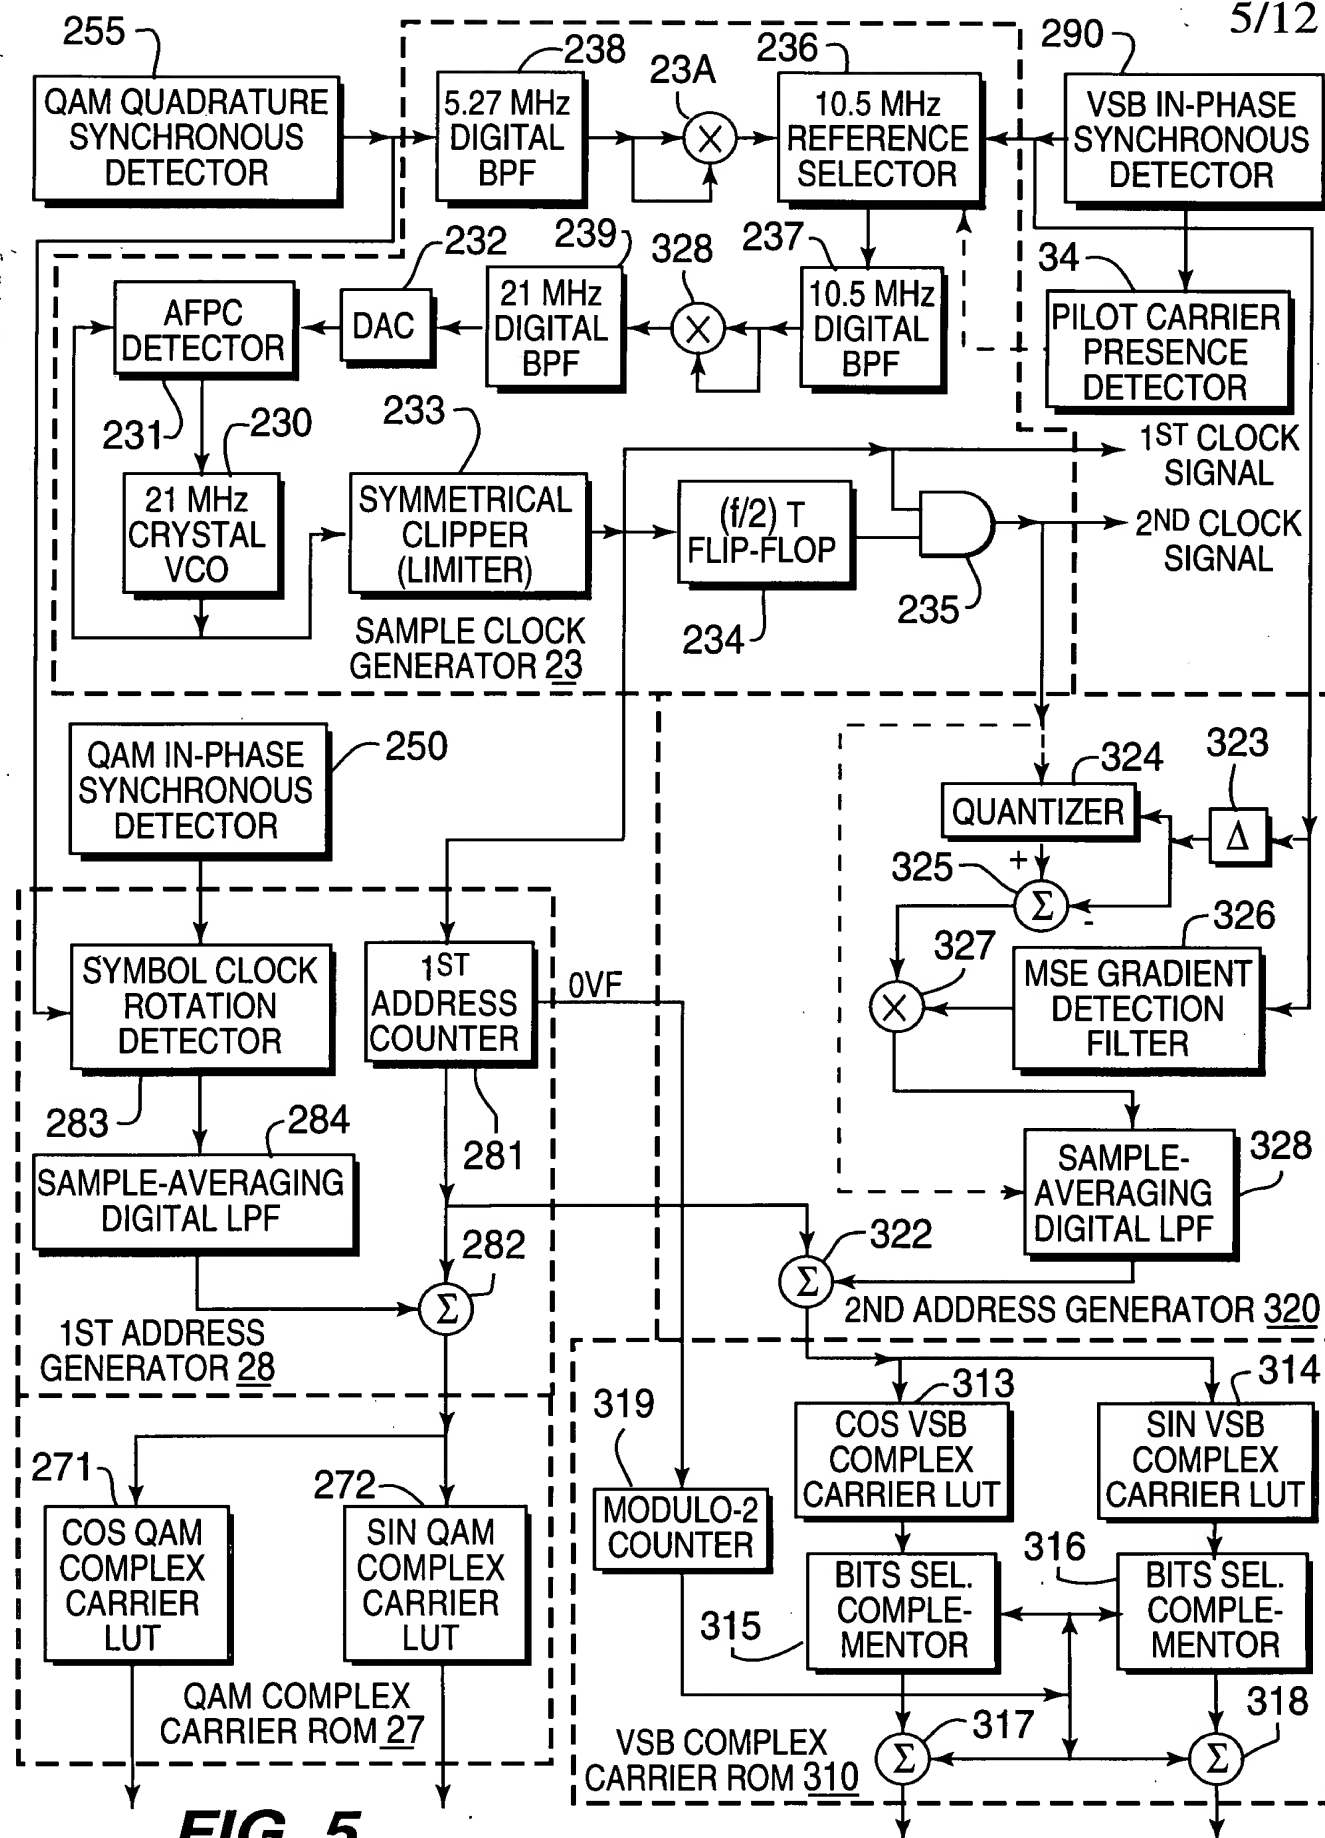 5/12
255
238
23A
236
290
QAM QUADRATURE
SYNCHRONOUS
DETECTOR
5.27 MHz
DIGITAL
BPF
X
10.5 MHz
REFERENCE
SELECTOR
VSB IN-PHASE
SYNCHRONOUS
DETECTOR
232
239
328
237
34
AFPC
DETECTOR
DAC
21 MHz
DIGITAL
BPF
X
10.5 MHz
DIGITAL
BPF
PILOT CARRIER
PRESENCE
DETECTOR
231
230
233
1ST CLOCK
SIGNAL
21 MHz
CRYSTAL
VCO
SYMMETRICAL
CLIPPER
(LIMITER)
(f/2) T
FLIP-FLOP
2ND CLOCK
SIGNAL
234
235
SAMPLE CLOCK
GENERATOR 23
250
QAM IN-PHASE
SYNCHRONOUS
DETECTOR
324
323
QUANTIZER
Δ
+
325
Σ
-
326
327
SYMBOL CLOCK
ROTATION
DETECTOR
1ST
ADDRESS
COUNTER
0VF
X
MSE GRADIENT
DETECTION
FILTER
283
284
281
SAMPLE-AVERAGING
DIGITAL LPF
SAMPLE-
AVERAGING
DIGITAL LPF
328
282
322
Σ
Σ
1ST ADDRESS
GENERATOR 28
2ND ADDRESS GENERATOR 320
271
272
319
313
314
COS QAM
COMPLEX
CARRIER
LUT
SIN QAM
COMPLEX
CARRIER
LUT
MODULO-2
COUNTER
COS VSB
COMPLEX
CARRIER LUT
SIN VSB
COMPLEX
CARRIER LUT
316
315
BITS SEL.
COMPLE-
MENTOR
BITS SEL.
COMPLE-
MENTOR
QAM COMPLEX
CARRIER ROM 27
VSB COMPLEX
CARRIER ROM 310
317
318
Σ
Σ
FIG. 5